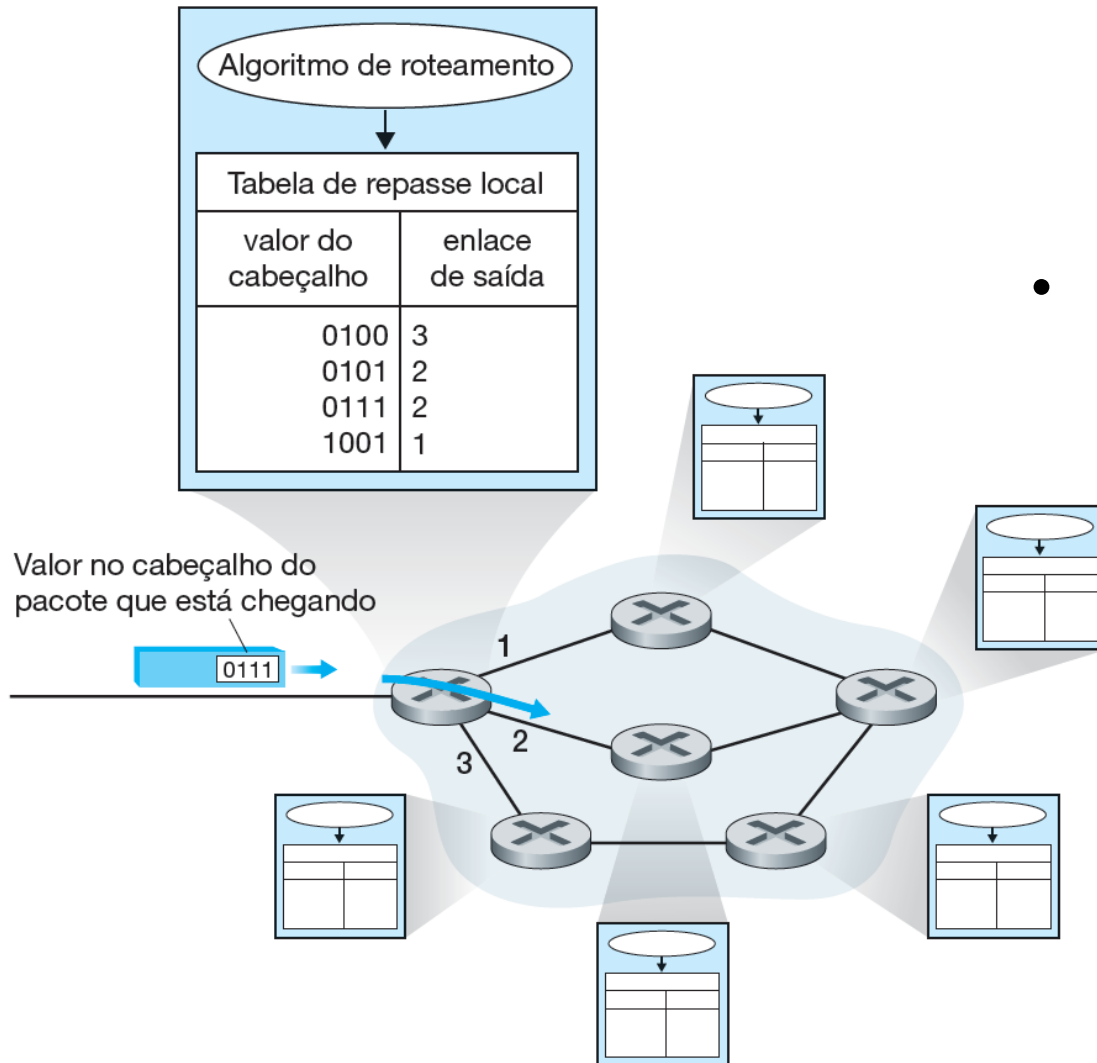 Algoritmo de roteamento
Tabela de repasse local
valor do
cabeçalho
enlace
de saída
0100 3
0101 2
0111 2
1001 1
Valor no cabeçalho do
pacote que está chegando
0111
1
2
3